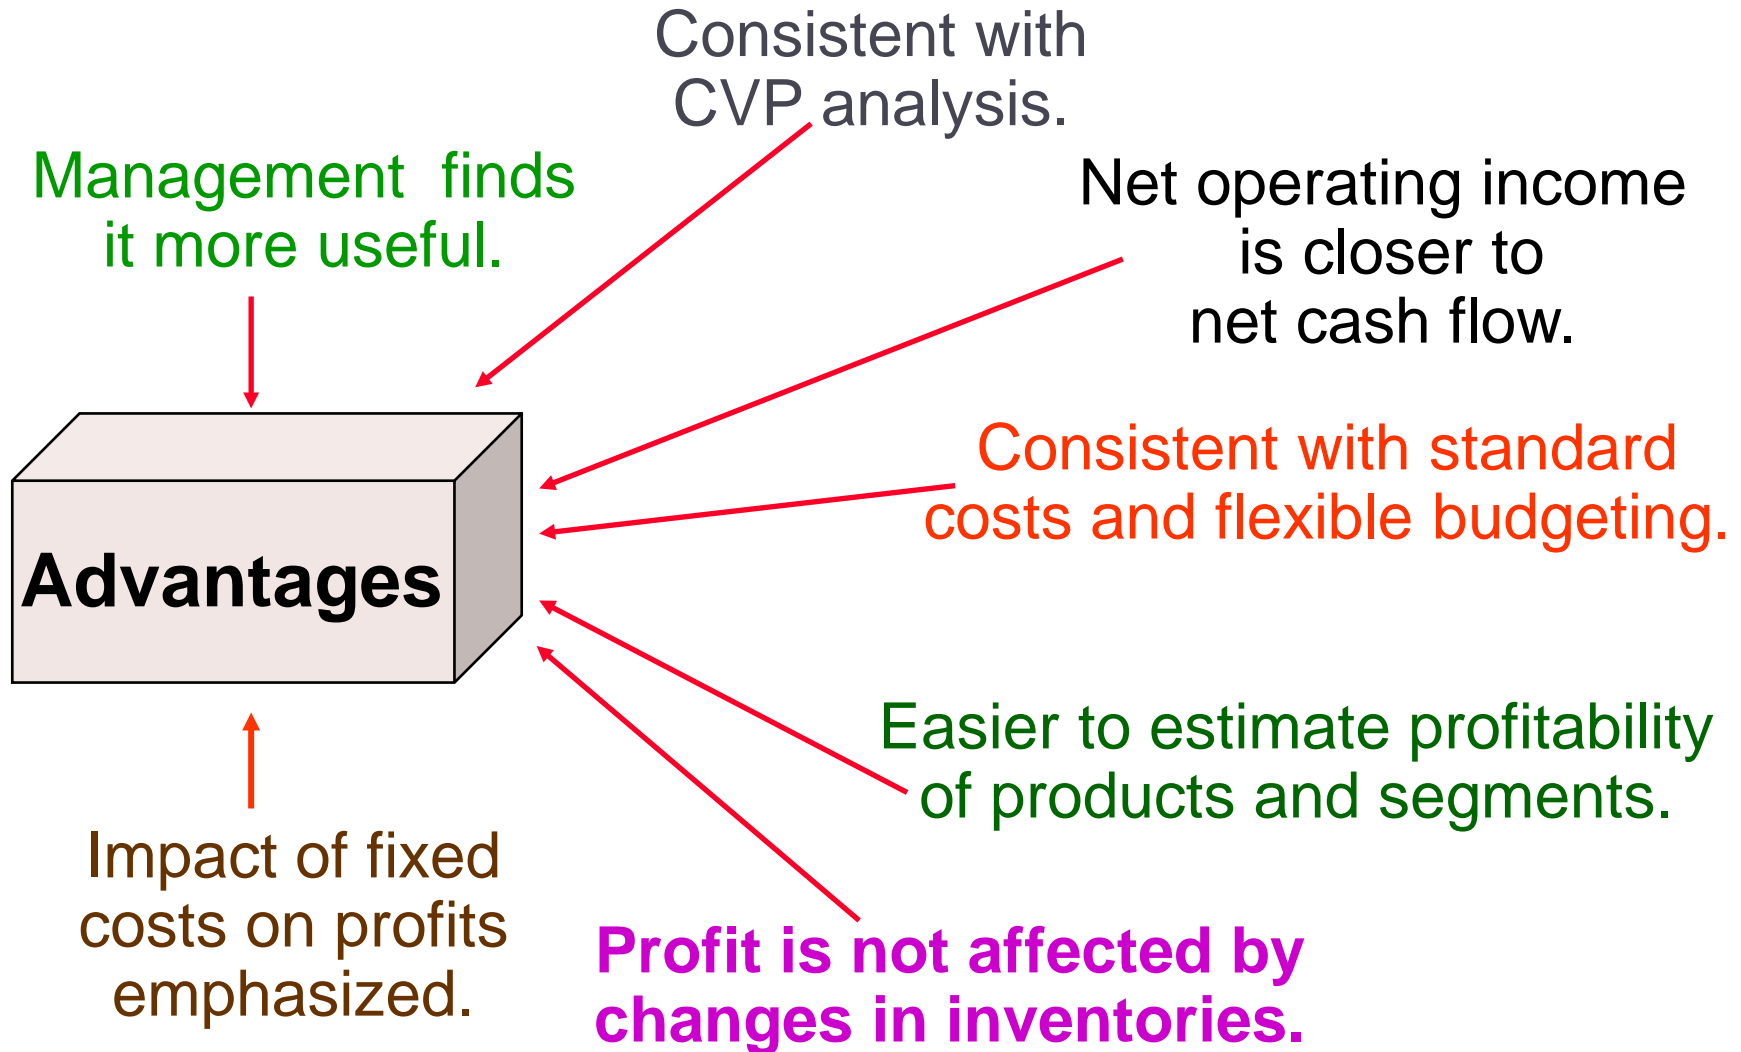 Consistent with
CVP analysis.
Management  finds
it more useful.
Net operating income
is closer to
net cash flow.
Consistent with standard
costs and flexible budgeting.
Advantages
Easier to estimate profitability
of products and segments.
Impact of fixed
costs on profits
emphasized.
Profit is not affected by
changes in inventories.